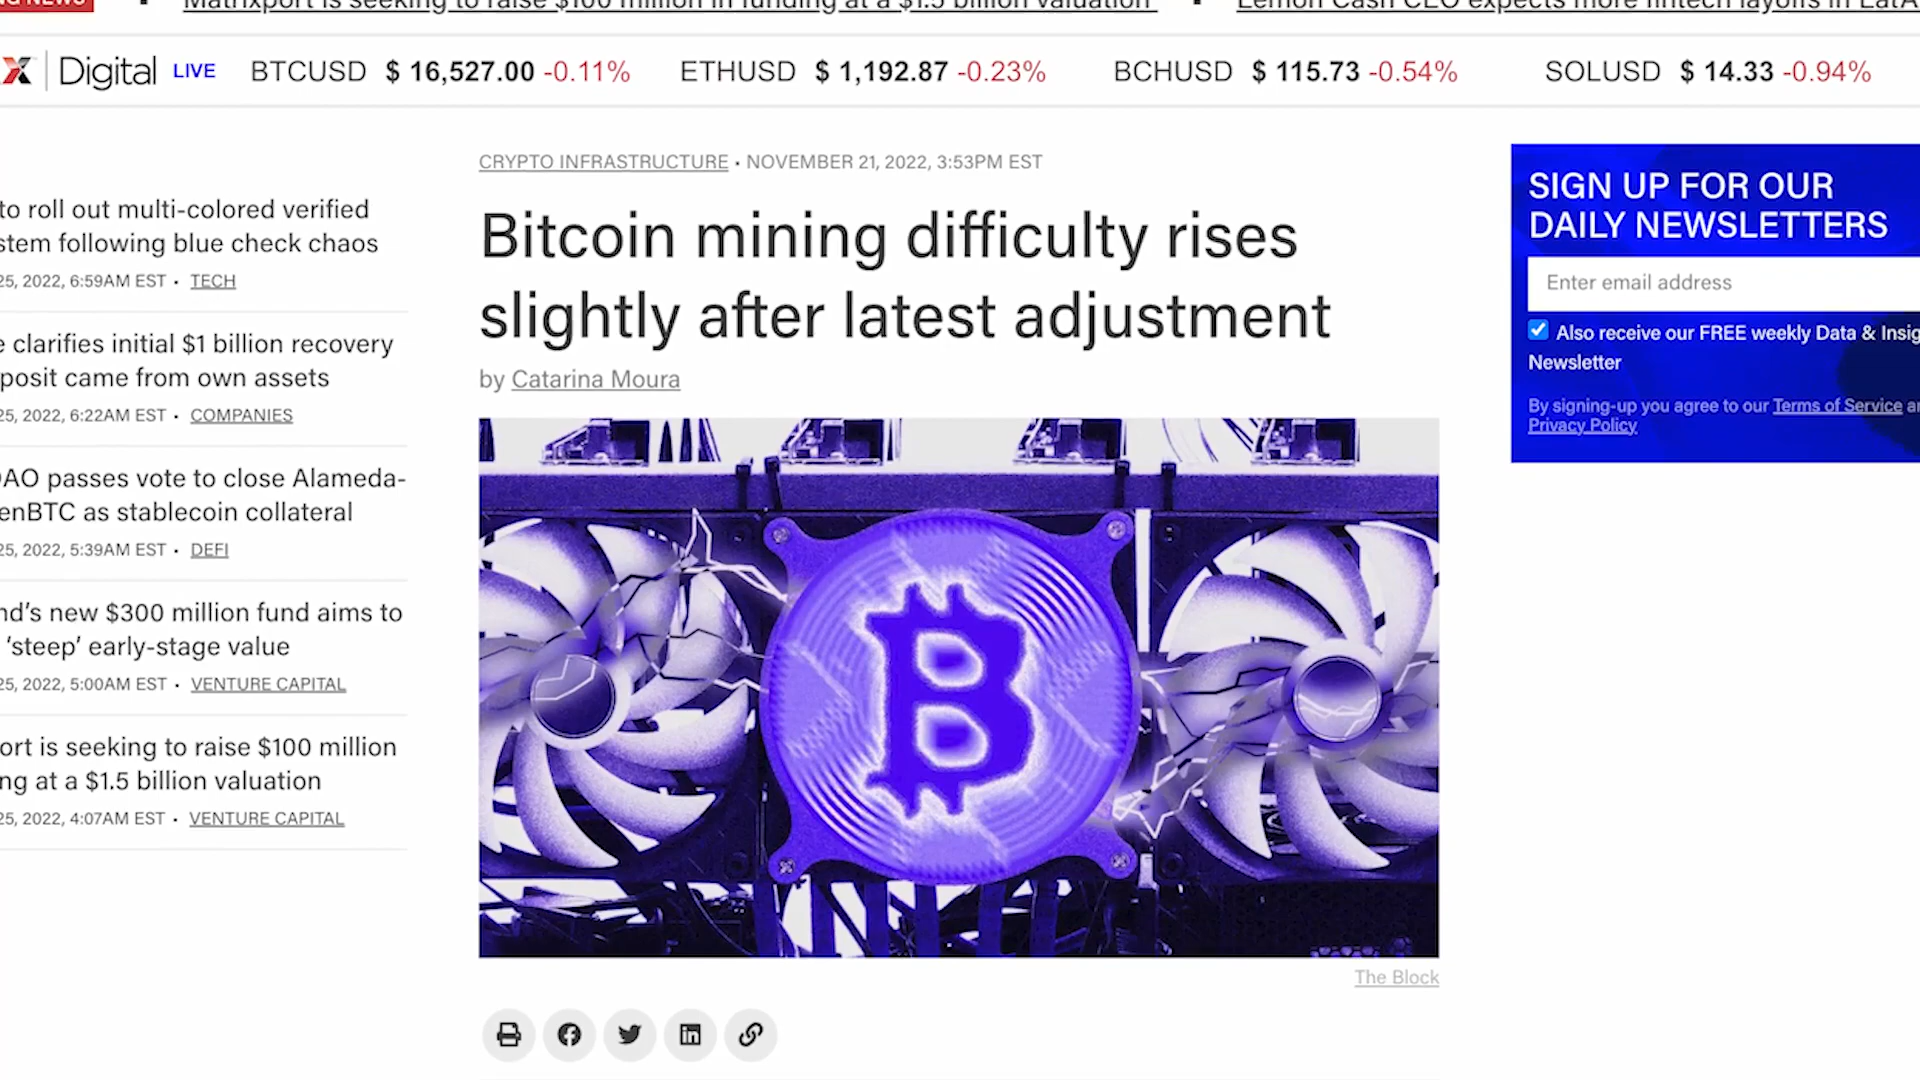 NG NEWS
Matrixport is seeking to raise $100 million in funding at a $1.5 billion valuation
Lemon Cash CEO expects more fintech layoffs in LatA
X Digital LIVE BTCUSD $ 16,527.00 -0.11% ETHUSD $ 1,192.87 -0.23% BCHUSD $ 115.73 -0.54% SOLUSD $ 14.33 -0.94%
to roll out multi-colored verified
stem following blue check chaos
25, 2022, 6:59AM EST • TECH
e clarifies initial $1 billion recovery
posit came from own assets
25, 2022, 6:22AM EST • COMPANIES
DAO passes vote to close Alameda-
enBTC as stablecoin collateral
25, 2022, 5:39AM EST • DEFI
nd’s new $300 million fund aims to
‘steep’ early-stage value
25, 2022, 5:00AM EST • VENTURE CAPITAL
ort is seeking to raise $100 million
ng at a $1.5 billion valuation
25, 2022, 4:07AM EST • VENTURE CAPITAL
CRYPTO INFRASTRUCTURE • NOVEMBER 21, 2022, 3:53PM EST
Bitcoin mining difficulty rises
slightly after latest adjustment
by Catarina Moura
The Block
SIGN UP FOR OUR
DAILY NEWSLETTERS
Enter email address
Also receive our FREE weekly Data & Insig
Newsletter
By signing-up you agree to our Terms of Service an
Privacy Policy